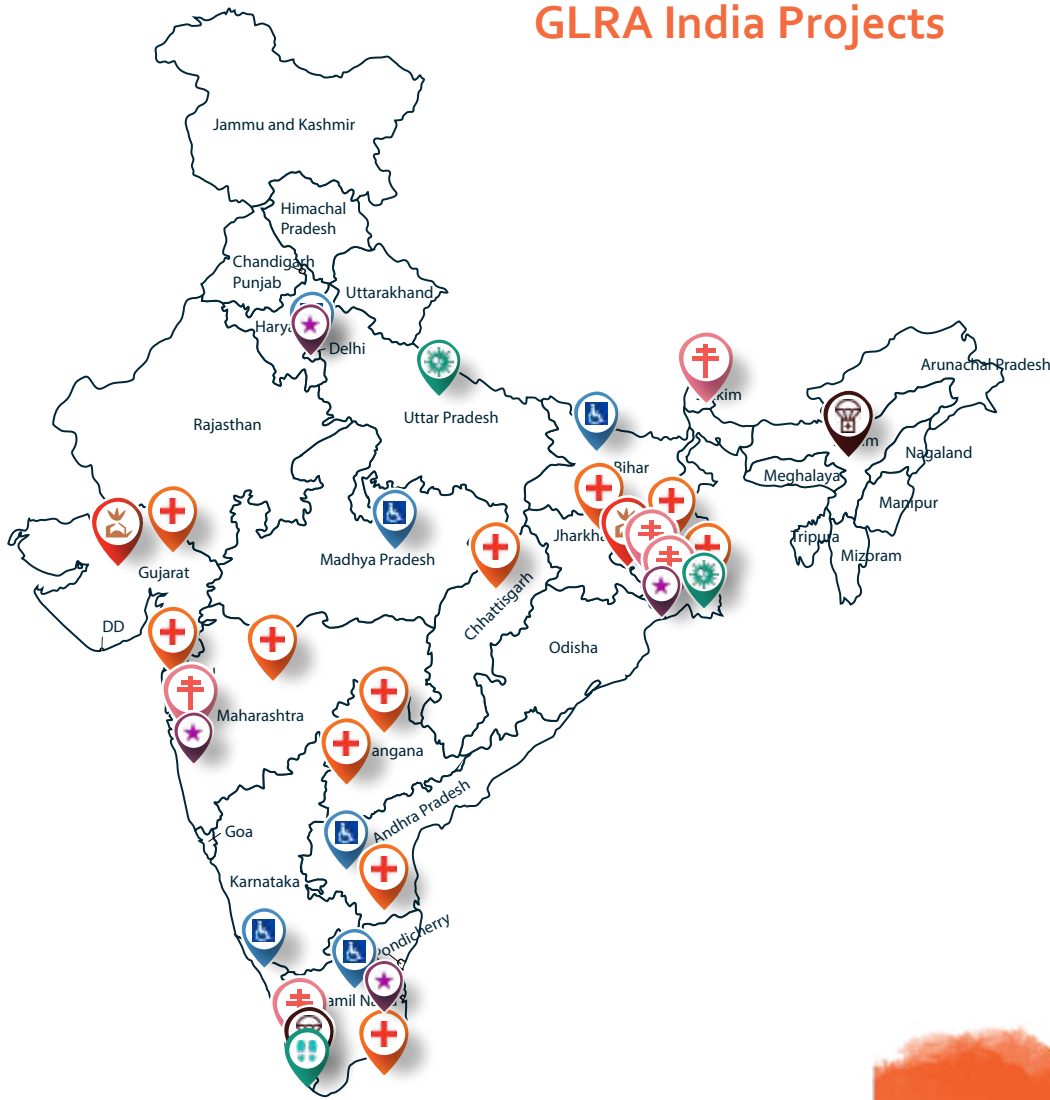 GLRA India Projects
Jammu and Kashmir
Himachal
Pradesh
Chandigarh
Punjab
Uttarakhand
Delhi
Arunachal Pradesh
Rajasthan
Uttar Pradesh
Nagaland
Bihar
Meghalaya
Manipur
Tripura
Mizoram
Madhya Pradesh
Gujarat
Chhattisgarh
DD
Odisha
Maharashtra
Andhra Pradesh
Goa
Karnataka